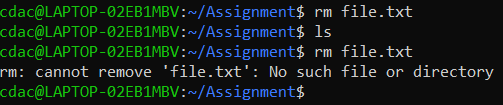 cdac@LAPTOP-02EB1MBV:~/Assignment$ rm file.txt
cdac@LAPTOP-02EB1MBV:~/Assignment$ ls
cdac@LAPTOP-02EB1MBV:~/Assignment$ rm file.txt
rm: cannot remove 'file.txt': No such file or directory
cdac@LAPTOP-02EB1MBV:~/Assignment$